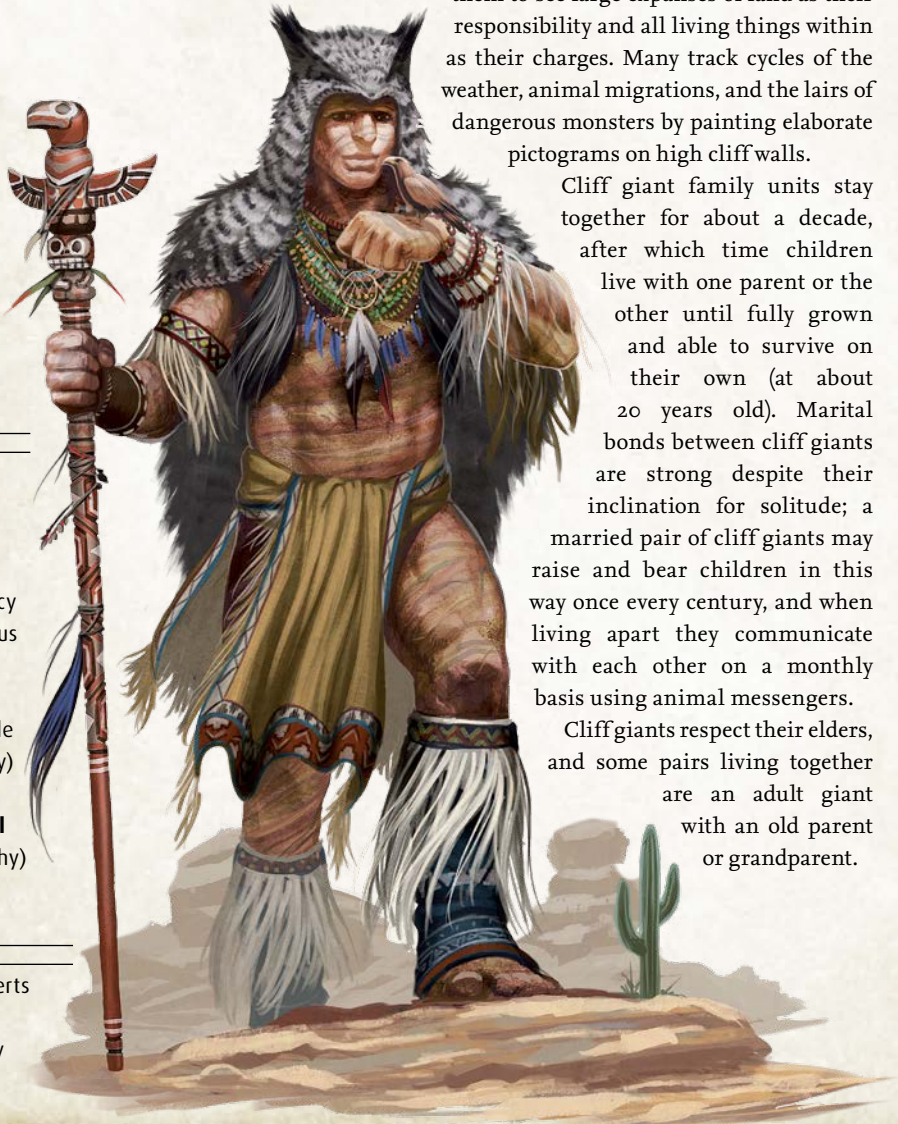 cy
us
le
y)
l
hy)
erts
y
responsibility and all living things within
as their charges. Many track cycles of the
weather, animal migrations, and the lairs of
dangerous monsters by painting elaborate
pictograms on high cliff walls.
Cliff giant family units stay
together for about a decade,
after which time children
live with one parent or the
other until fully grown
and able to survive on
their own (at about
20 years old). Marital
bonds between cliff giants
are strong despite their
inclination for solitude; a
married pair of cliff giants may
raise and bear children in this
way once every century, and when
living apart they communicate
with each other on a monthly
basis using animal messengers.
Cliff giants respect their elders,
and some pairs living together
are an adult giant
with an old parent
or grandparent.